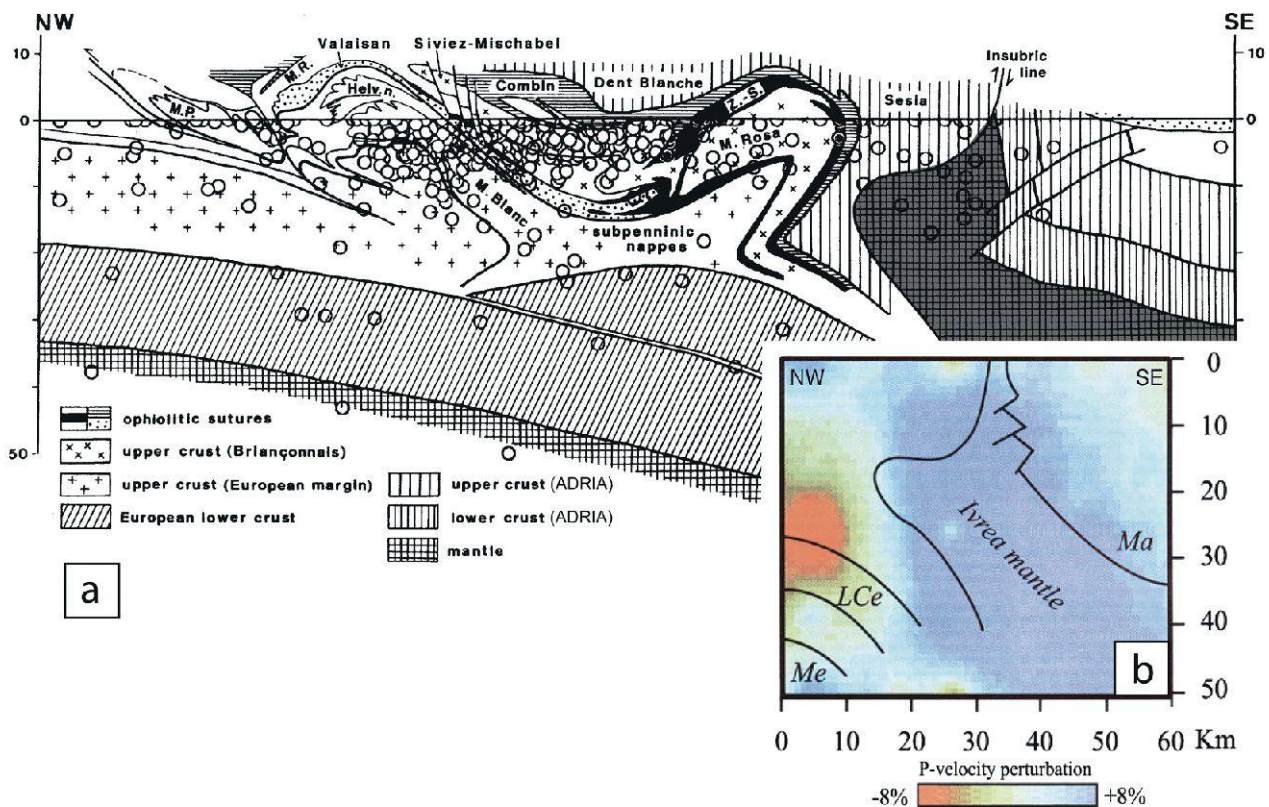 NW
SE
10
10
Valaisan
Siviez-Mischabel
Insubric
line
M.R.
Combin
Dent Blanche
Sesia
Helv.n.
Z.-S.
M.P.
0
0
M. Rosa
M. Blanc
subpenninic
nappes
50
ophiolitic sutures
upper crust (Briançonnais)
upper crust (European margin)
European lower crust
upper crust (ADRIA)
lower crust (ADRIA)
mantle
a
NW
SE
0
10
20
30
40
50
Ivrea mantle
Ma
LCe
Me
b
0 10 20 30 40 50 60 Km
P-velocity perturbation
-8% +8%